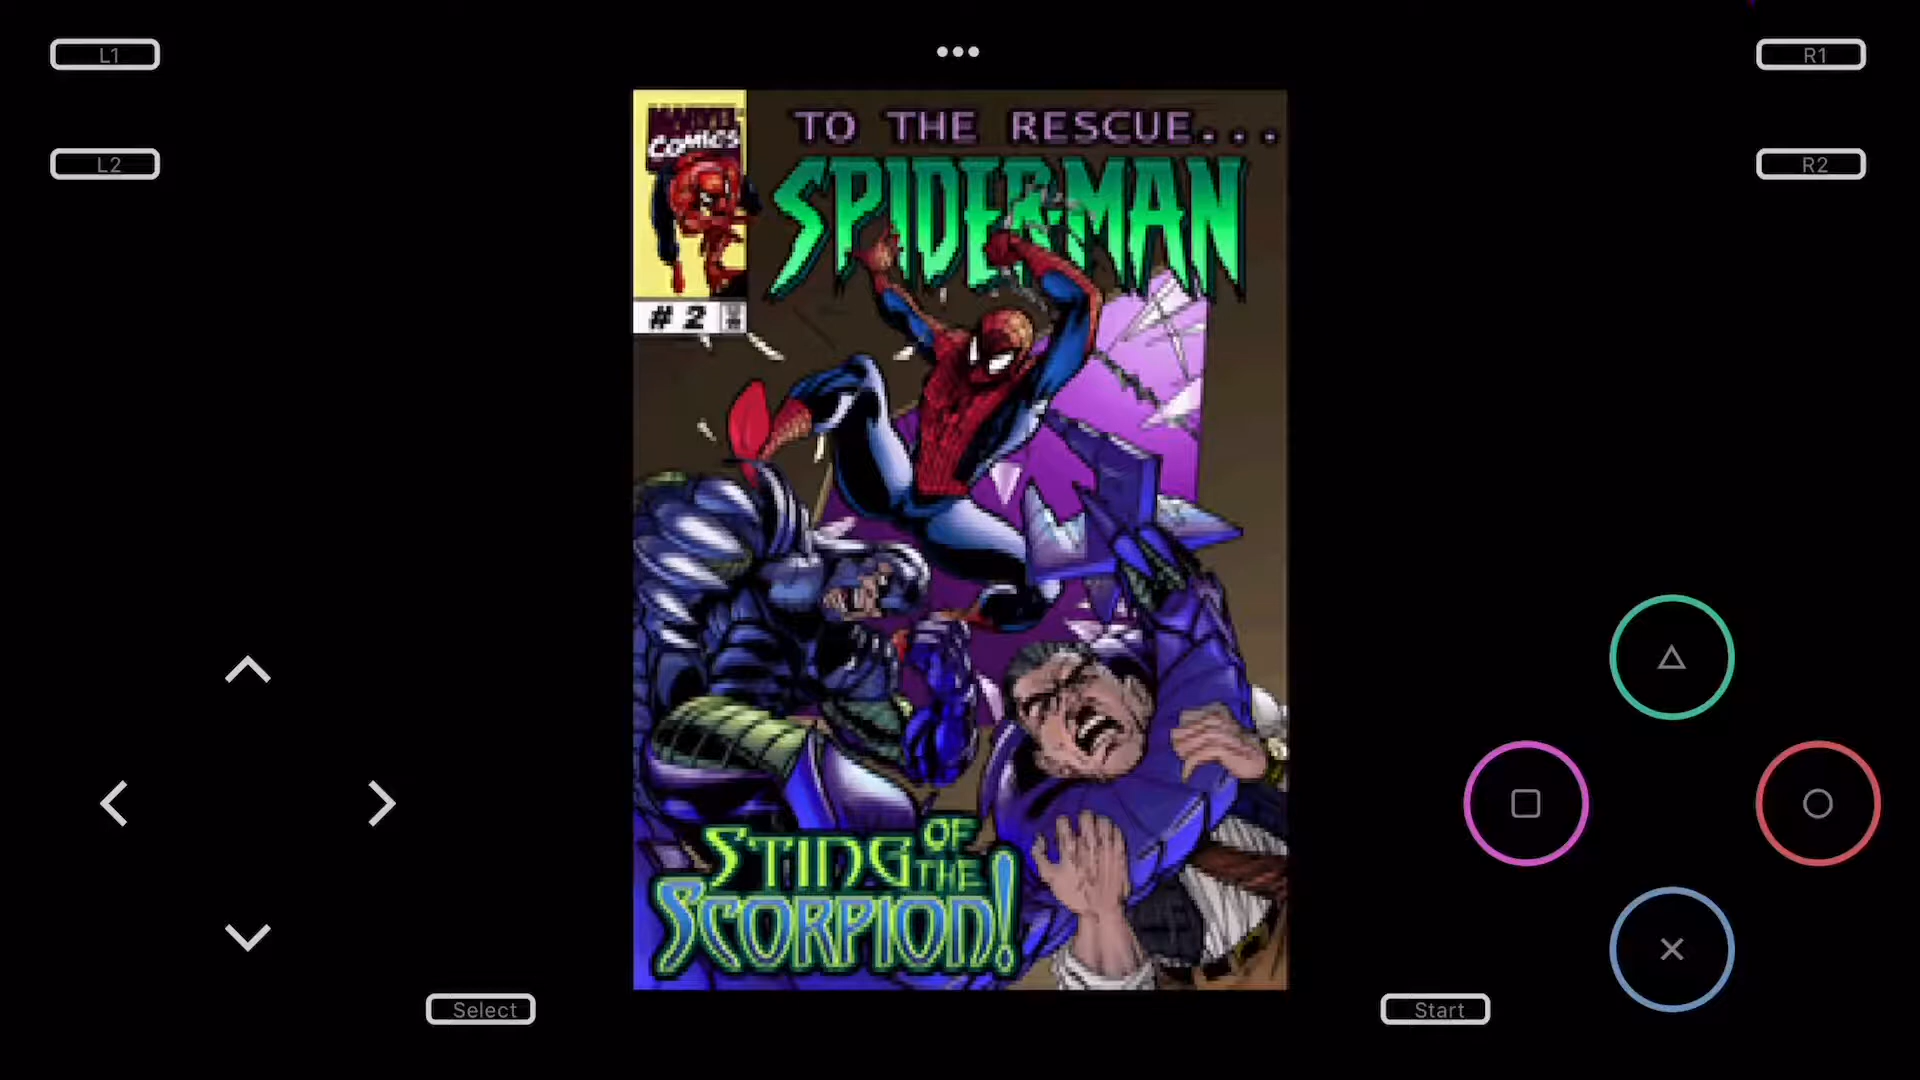 L1
R1
L2
R2
MARVEL
COMICS
TO THE RESCUE...
SPIDER-MAN
# 2
STING OF THE
SCORPION!
Select
Start